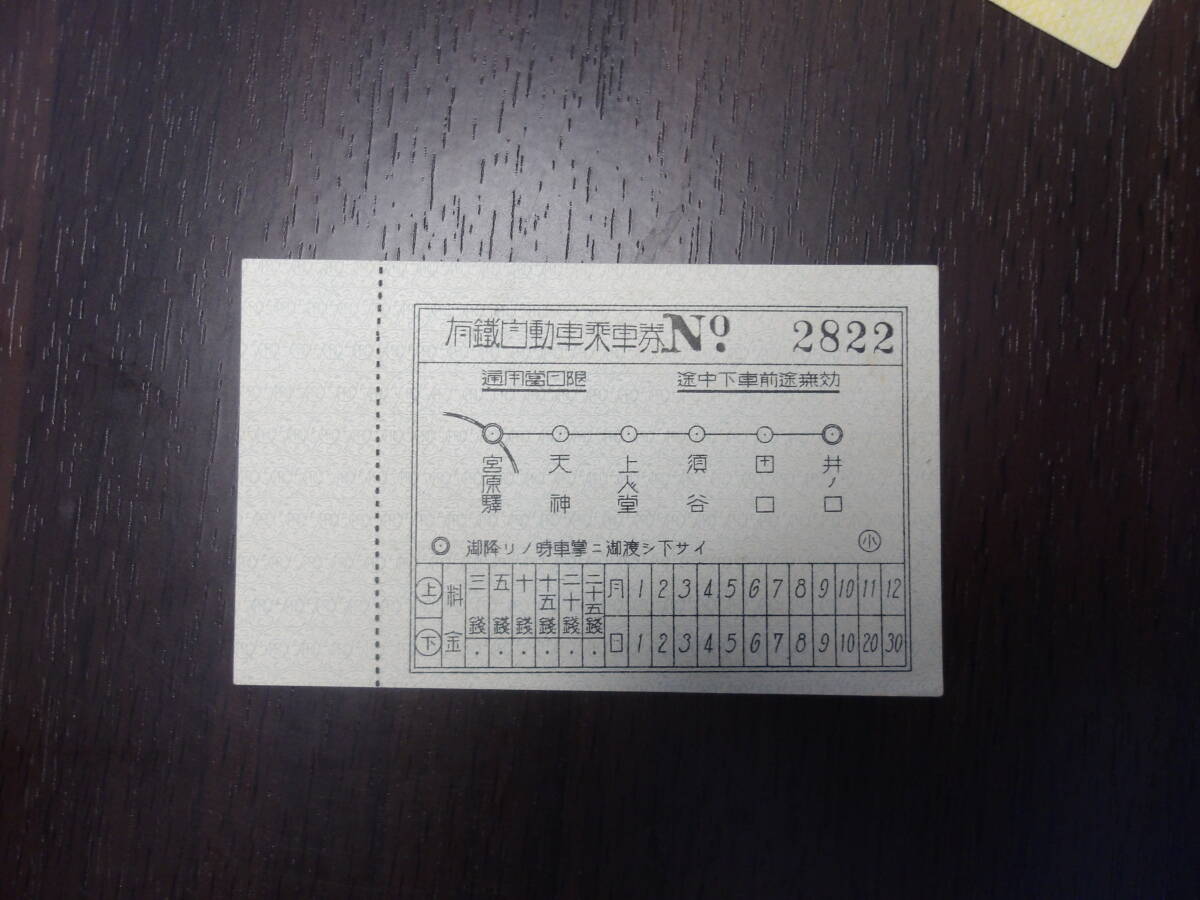 有鐵自動車乘車券 No. 2822
通用當日限 途中下車前途無効
宮原驛 天神 上人堂 須谷 田口 井ノ口
御降リノ時車掌ニ御渡シ下サイ 小
上 料金 三錢 五錢 十錢 十五錢 二十錢 二十五錢 月 1 2 3 4 5 6 7 8 9 10 11 12
下 日 1 2 3 4 5 6 7 8 9 10 20 30